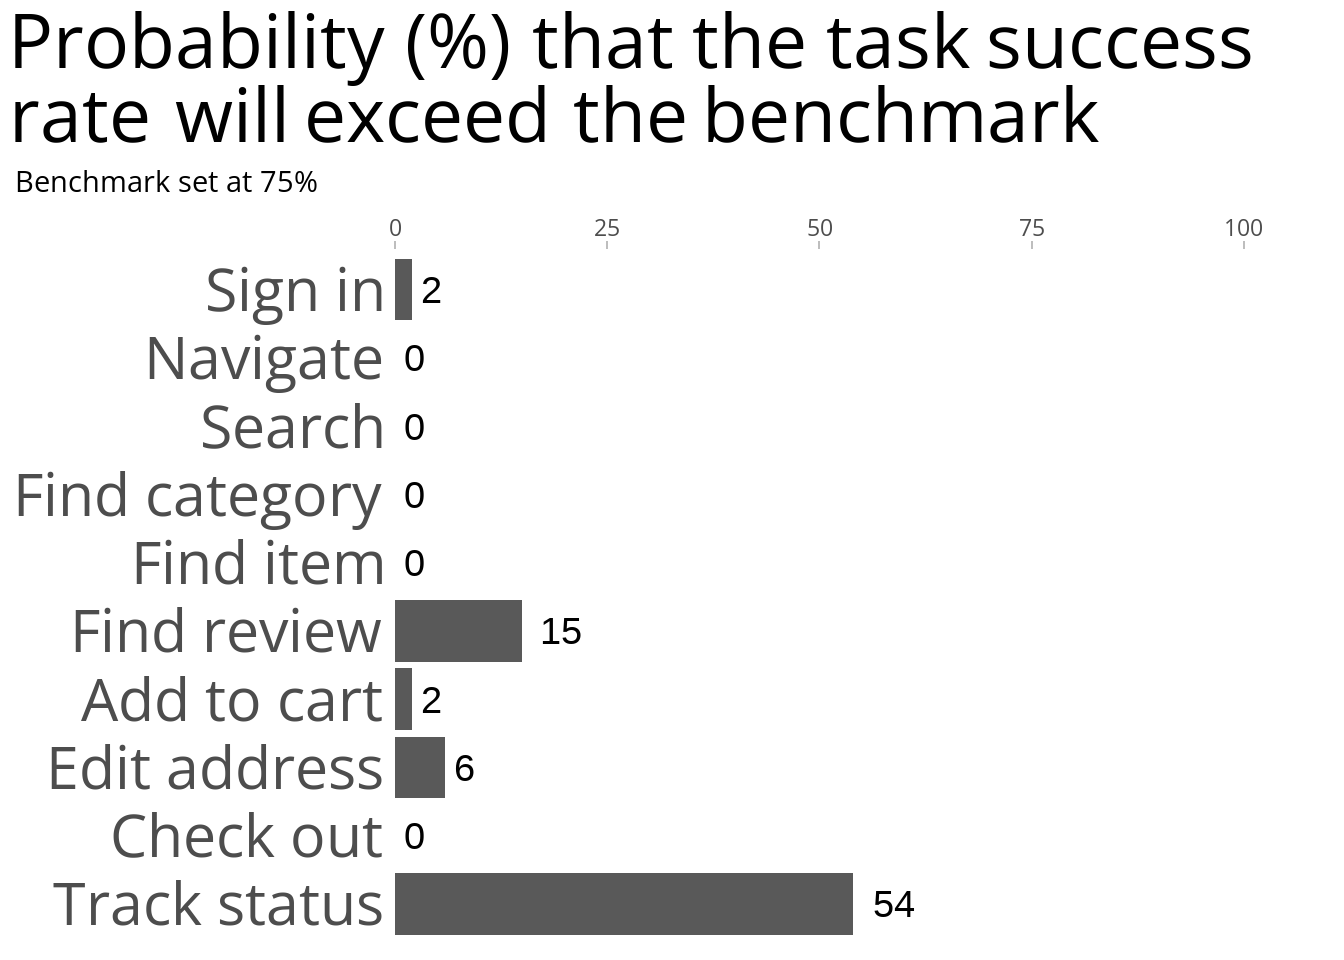 Probability (%) that the task success
rate will exceed the benchmark
Benchmark set at 75%
0 25 50 75 100
Sign in 2
Navigate 0
Search 0
Find category 0
Find item 0
Find review 15
Add to cart 2
Edit address 6
Check out 0
Track status 54